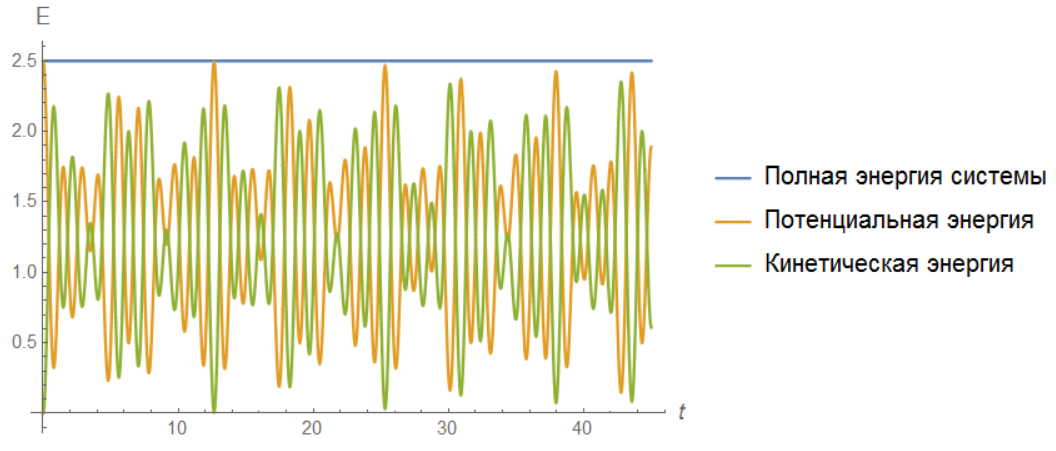 E
2.5
2.0
1.5
1.0
0.5
10
20
30
40
t
Полная энергия системы
Потенциальная энергия
Кинетическая энергия